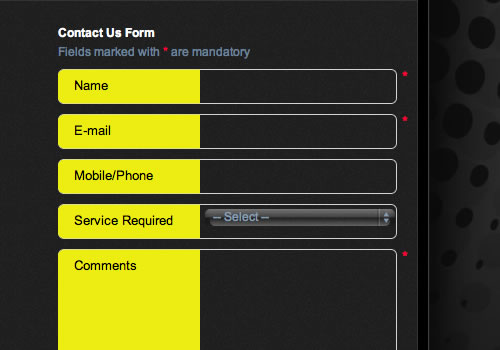 Contact Us Form
Fields marked with * are mandatory
Name *
E-mail *
Mobile/Phone
Service Required -- Select --
Comments *